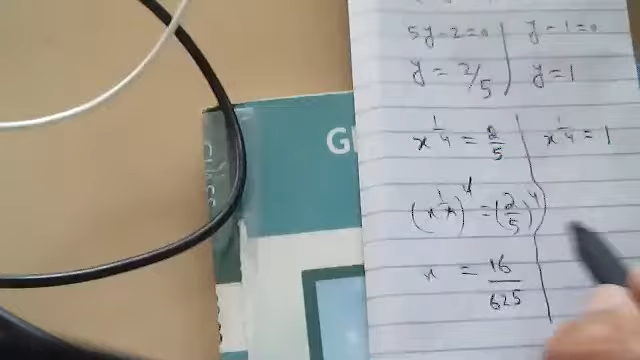 5y-2=0 | y-1=0
y = 2/5 | y=1
x^{1/4} = 2/5 | x^{1/4} = 1
(x^{1/4})^4 = (2/5)^4
x = 16/625
G